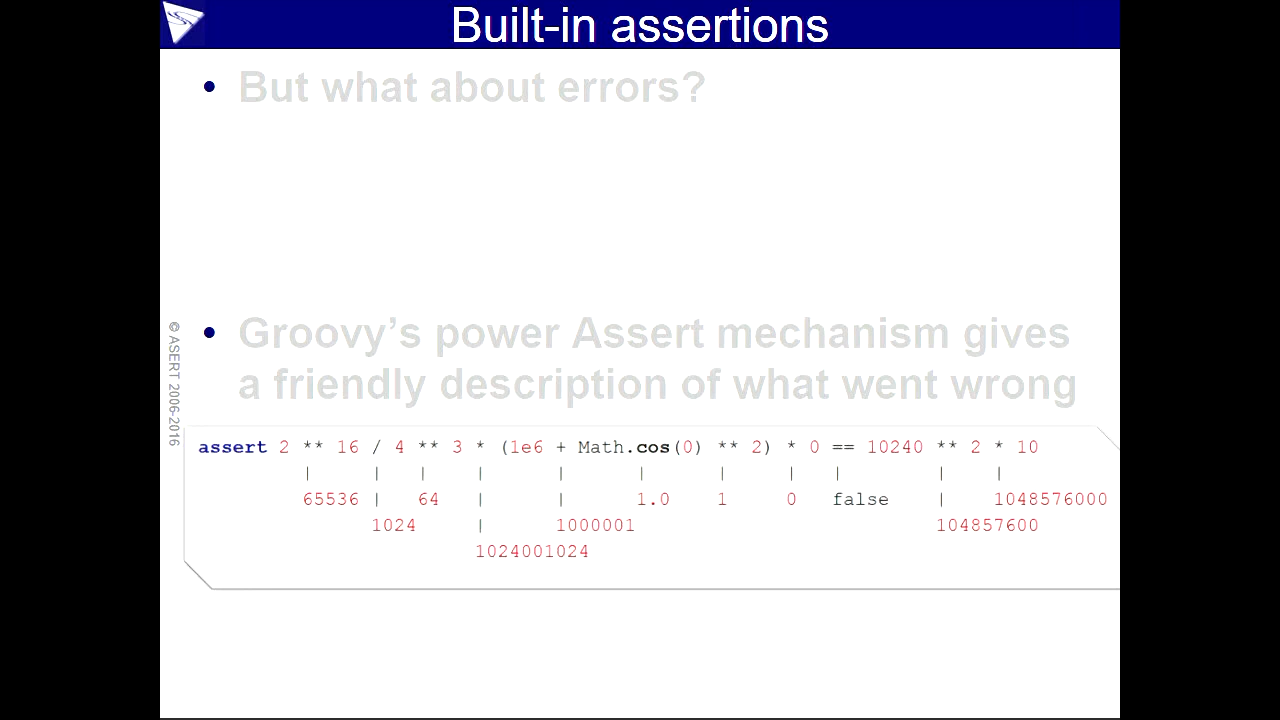 Built-in assertions
• But what about errors?
• Groovy’s power Assert mechanism gives
a friendly description of what went wrong
assert 2 ** 16 / 4 ** 3 * (1e6 + Math.cos(0) ** 2) * 0 == 10240 ** 2 * 10
| | | | | | | | | | |
65536 | 64 | | 1.0 1 0 false | 1048576000
1024 | 1000001 104857600
1024001024
© ASERT 2006-2016